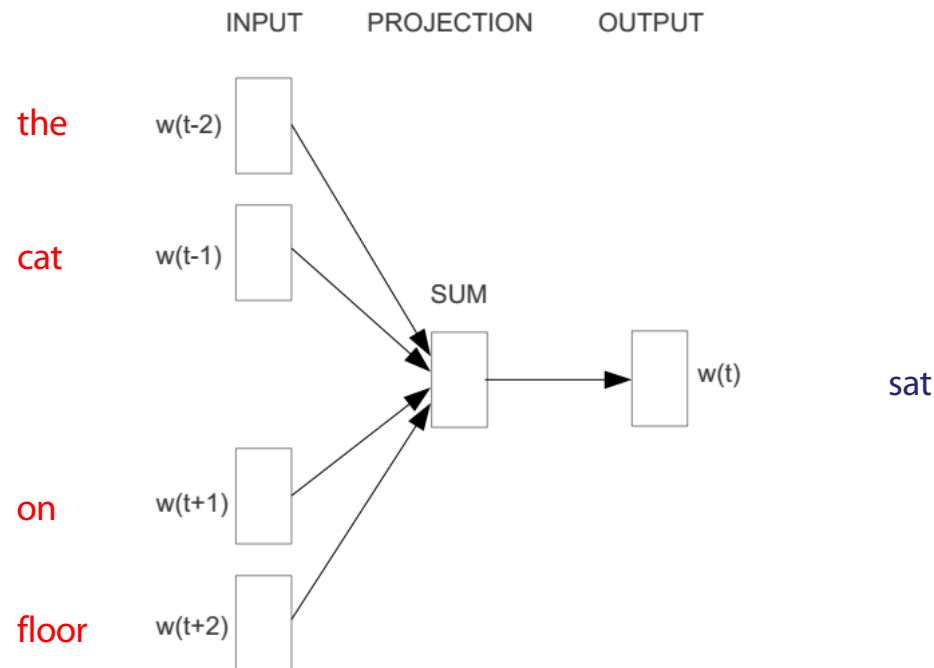 INPUT PROJECTION OUTPUT
the w(t-2)
cat w(t-1)
SUM
w(t) sat
on w(t+1)
floor w(t+2)